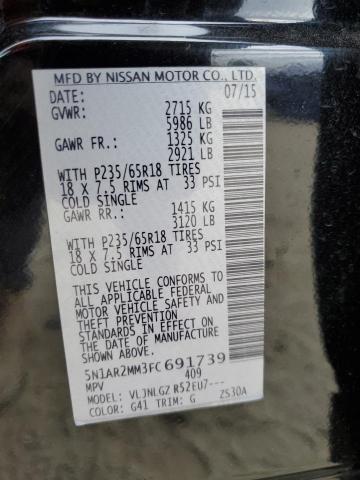 MFD BY NISSAN MOTOR CO., LTD.
DATE: 07/15
GVWR: 2715 KG
5986 LB
GAWR FR.: 1325 KG
2921 LB
WITH P235/65R18 TIRES
18 X 7.5 RIMS AT 33 PSI
COLD SINGLE
GAWR RR.: 1415 KG
3120 LB
WITH P235/65R18 TIRES
18 X 7.5 RIMS AT 33 PSI
COLD SINGLE
THIS VEHICLE CONFORMS TO
ALL APPLICABLE FEDERAL
MOTOR VEHICLE SAFETY AND
THEFT PREVENTION
STANDARDS IN EFFECT ON
THE DATE OF MANUFACTURE
SHOWN ABOVE.
5N1AR2MM3FC691739
MPV 409
MODEL: VLJNLGZ R52EU7---
COLOR: G41 TRIM: G ZS30A